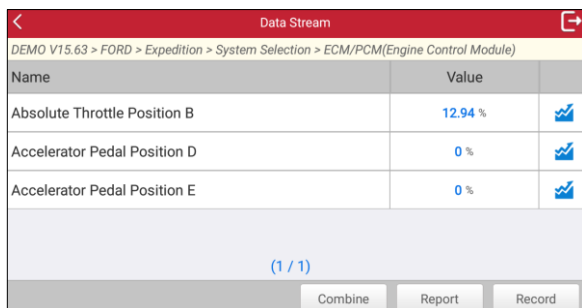 Data Stream
DEMO V15.63 > FORD > Expedition > System Selection > ECM/PCM(Engine Control Module)
Name Value
Absolute Throttle Position B 12.94 %
Accelerator Pedal Position D 0 %
Accelerator Pedal Position E 0 %
(1 / 1)
Combine Report Record